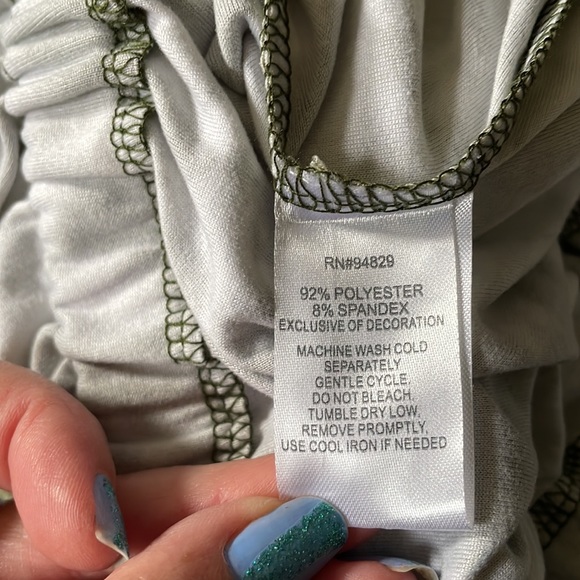 RN#94829
92% POLYESTER
8% SPANDEX
EXCLUSIVE OF DECORATION
MACHINE WASH COLD
SEPARATELY
GENTLE CYCLE.
DO NOT BLEACH.
TUMBLE DRY LOW.
REMOVE PROMPTLY.
USE COOL IRON IF NEEDED